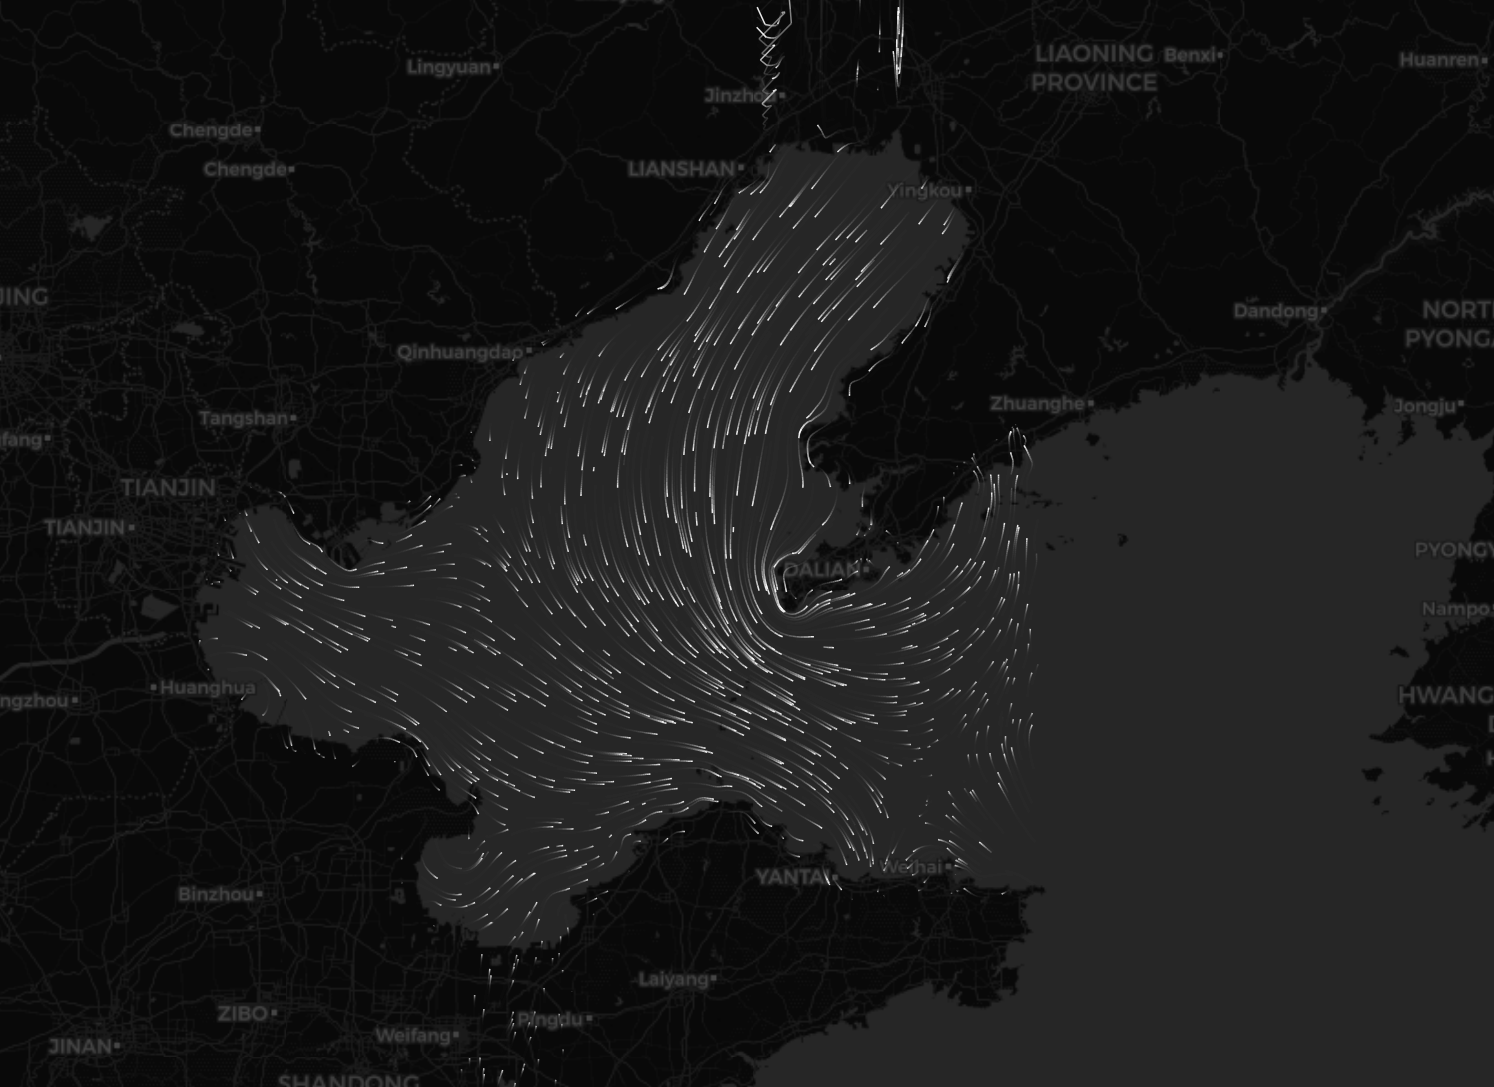 LIAONING
PROVINCE
Benxi
Huanren
Lingyuan
Jinzhou
Chengde
Chengde
LIANSHAN
Yingkou
JING
Dandong
NORT
PYONG
Qinhuangdao
Zhuanghe
Jongju
Tangshan
fang
TIANJIN
TIANJIN
PYONGY
DALIAN
Nampo
Huanghua
ngzhou
HWANG
YANTAI
Weihai
Binzhou
Laiyang
ZIBO
Pingdu
Weifang
JINAN
SHANDONG